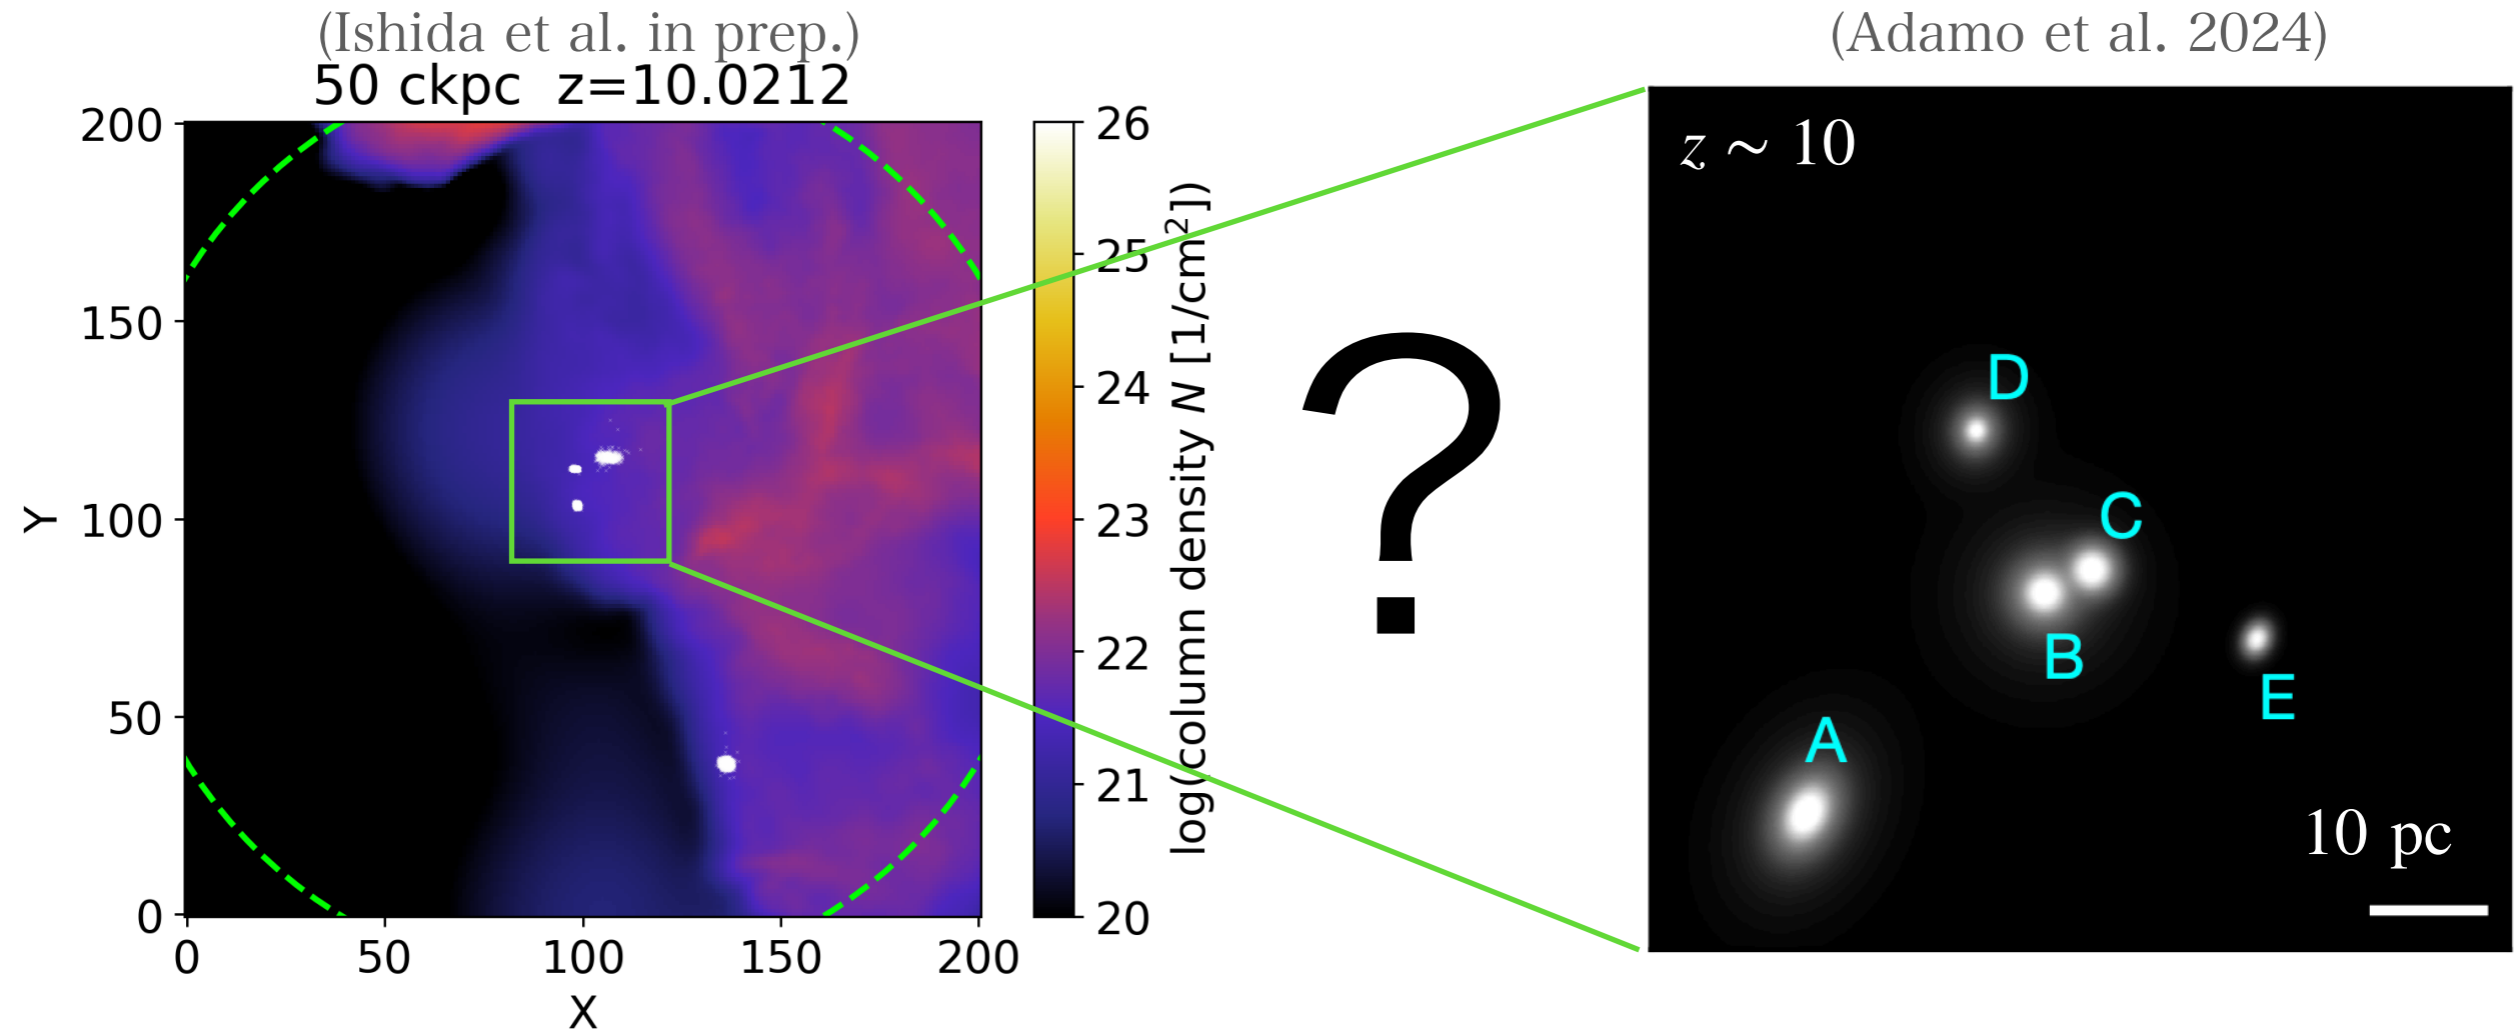 (Ishida et al. in prep.)
50 ckpc z=10.0212
200
150
100
50
0
Y
0 50 100 150 200
X
26
25
24
23
22
21
20
log(column density N [1/cm²])
?
(Adamo et al. 2024)
z ~ 10
D
C
B
E
A
10 pc